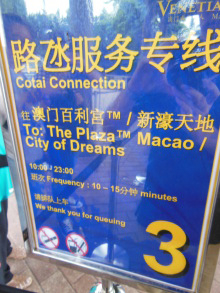 VENETIA
路氹服务专线
Cotai Connection
往 澳门百利宫™ / 新濠天地
To: The Plaza™ Macao /
City of Dreams
10:00 - 23:00
班次 Frequency : 10 – 15分钟 minutes
請排队上车
We thank you for queuing
3